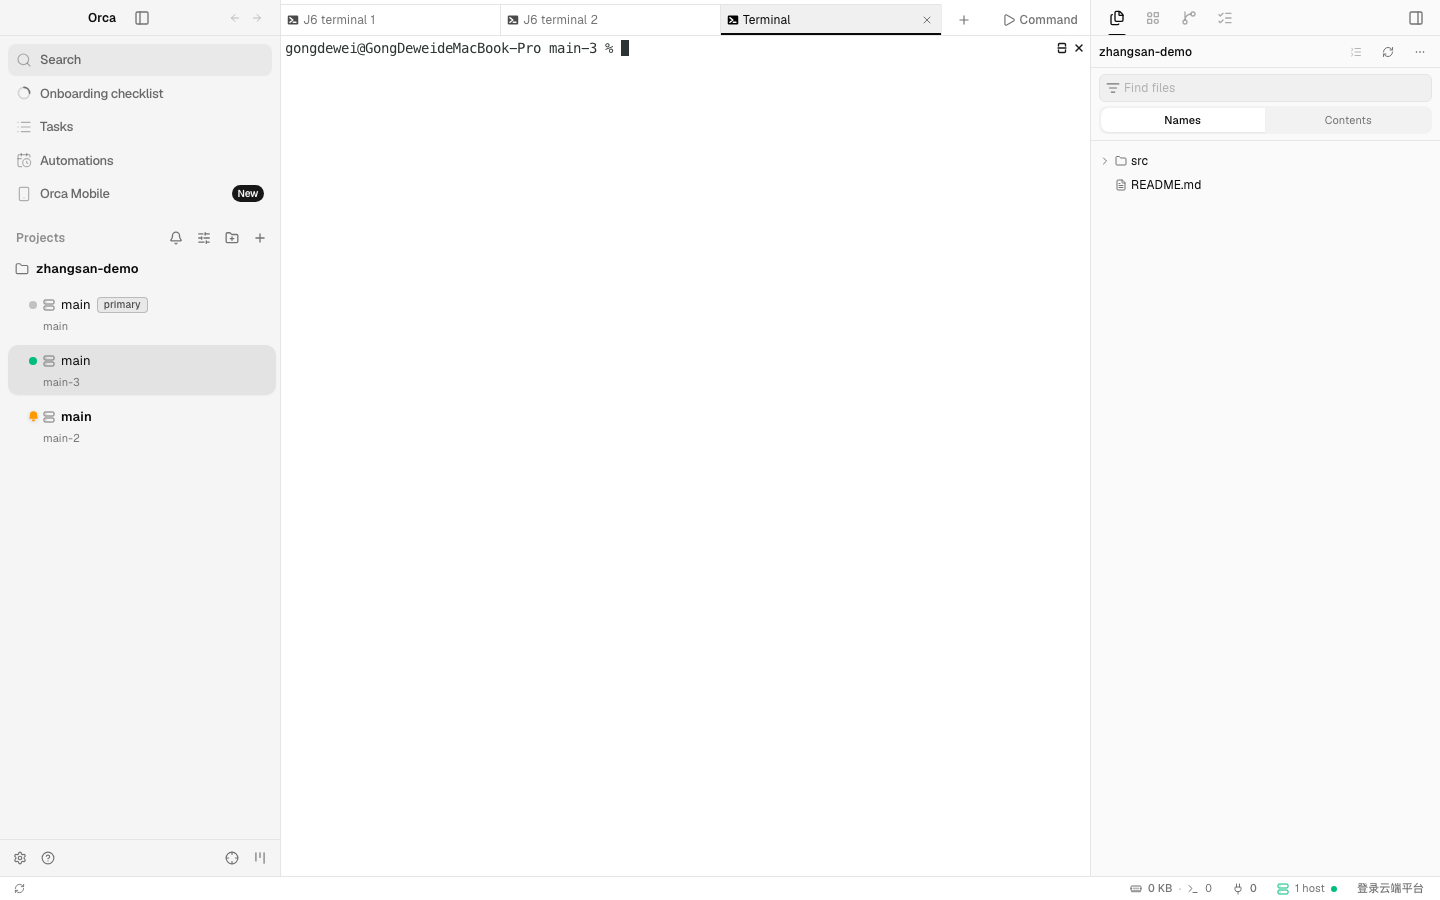 Orca
Search
Onboarding checklist
Tasks
Automations
Orca Mobile New
Projects
zhangsan-demo
main primary
main
main
main-3
main
main-2
J6 terminal 1
J6 terminal 2
Terminal
Command
gongdewei@GongDeweideMacBook-Pro main-3 %
zhangsan-demo
Find files
Names
Contents
src
README.md
0 KB · 0
0
1 host
登录云端平台